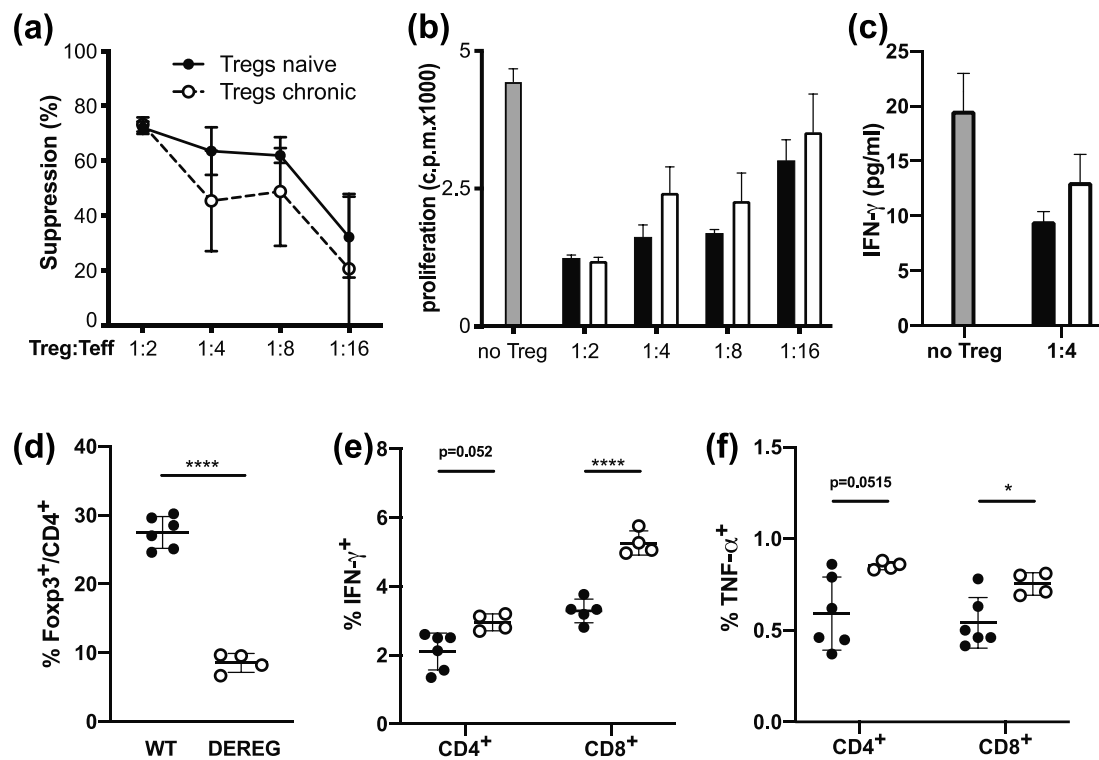 (a)
Suppression (%)
100
80
60
40
20
0
Tregs naive
Tregs chronic
Treg:Teff 1:2 1:4 1:8 1:16
(b)
proliferation (c.p.m.x1000)
5
2.5
0
no Treg 1:2 1:4 1:8 1:16
(c)
IFN-γ (pg/ml)
25
20
15
10
5
0
no Treg 1:4
(d)
% Foxp3+/CD4+
40
30
20
10
0
****
WT DEREG
(e)
% IFN-γ+
8
6
4
2
0
p=0.052
****
CD4+ CD8+
(f)
% TNF-α+
1.5
1.0
0.5
0.0
p=0.0515
*
CD4+ CD8+